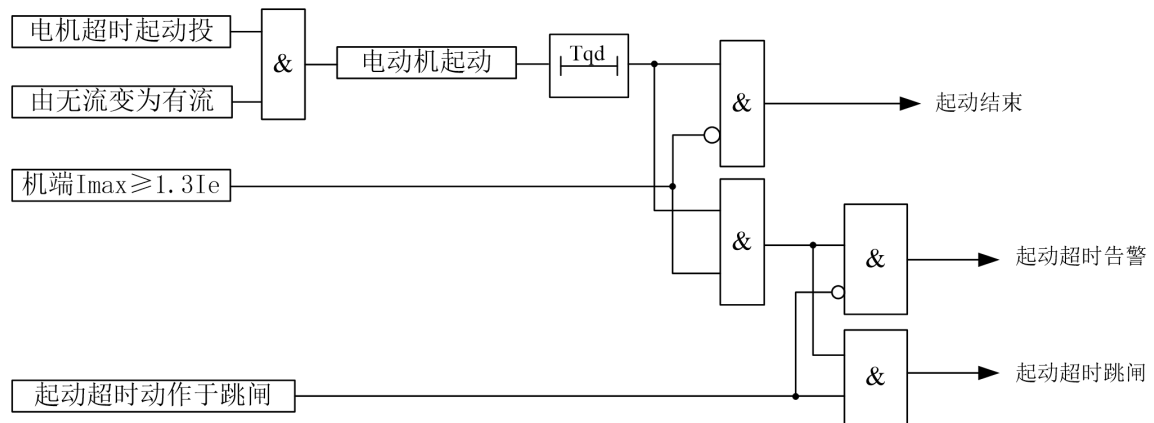 电机超时起动投
&
由无流变为有流
电动机起动
Tqd
&
起动结束
机端Imax≥1.3Ie
&
&
起动超时告警
&
起动超时跳闸
起动超时动作于跳闸